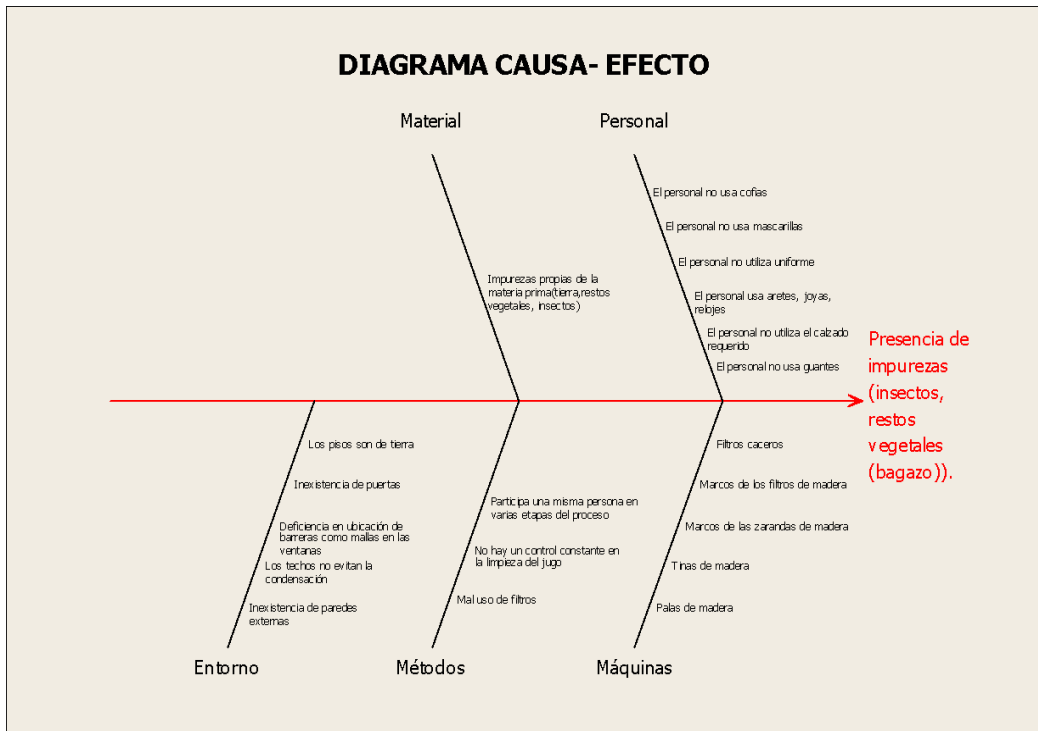 DIAGRAMA CAUSA- EFECTO
Material
Personal
El personal no usa cofias
El personal no usa mascarillas
El personal no utiliza uniforme
Impurezas propias de la
materia prima(tierra,restos
vegetales, insectos)
El personal usa aretes, joyas,
relojes
El personal no utiliza el calzado
requerido
El personal no usa guantes
Presencia de
impurezas
(insectos,
restos
vegetales
(bagazo)).
Los pisos son de tierra
Inexistencia de puertas
Deficiencia en ubicación de
barreras como mallas en las
ventanas
Los techos no evitan la
condensación
Inexistencia de paredes
externas
Participa una misma persona en
varias etapas del proceso
No hay un control constante en
la limpieza del jugo
Mal uso de filtros
Filtros caceros
Marcos de los filtros de madera
Marcos de las zarandas de madera
Tinas de madera
Palas de madera
Entorno
Métodos
Máquinas